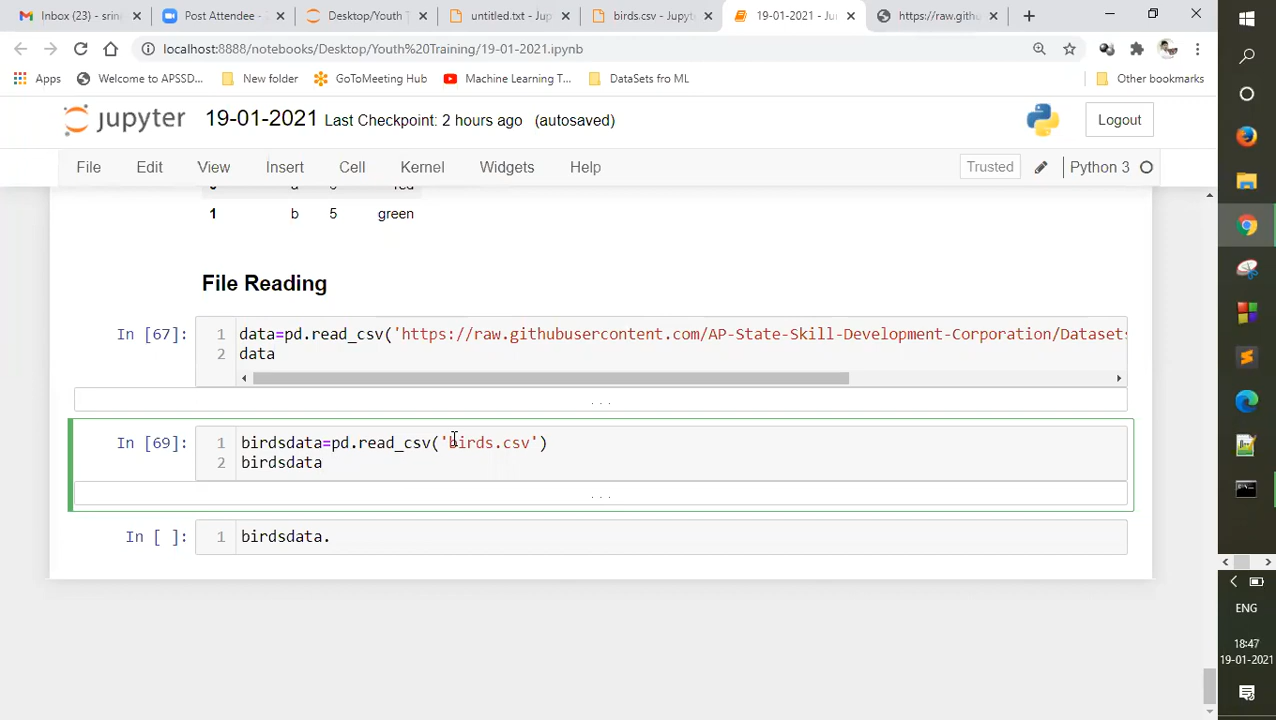 Inbox (23) - srin
Post Attendee -
Desktop/Youth T
untitled.txt - Jup
birds.csv - Jupyte
19-01-2021 - Ju
https://raw.githu
localhost:8888/notebooks/Desktop/Youth%20Training/19-01-2021.ipynb
Apps
Welcome to APSSD...
New folder
GoToMeeting Hub
Machine Learning T...
DataSets fro ML
Other bookmarks
jupyter
19-01-2021 Last Checkpoint: 2 hours ago (autosaved)
Logout
File Edit View Insert Cell Kernel Widgets Help
Trusted
Python 3
1 b 5 green
File Reading
In [67]:
1 data=pd.read_csv('https://raw.githubusercontent.com/AP-State-Skill-Development-Corporation/Datasets
2 data
...
In [69]:
1 birdsdata=pd.read_csv('birds.csv')
2 birdsdata
...
In [ ]:
1 birdsdata.
ENG
18:47
19-01-2021